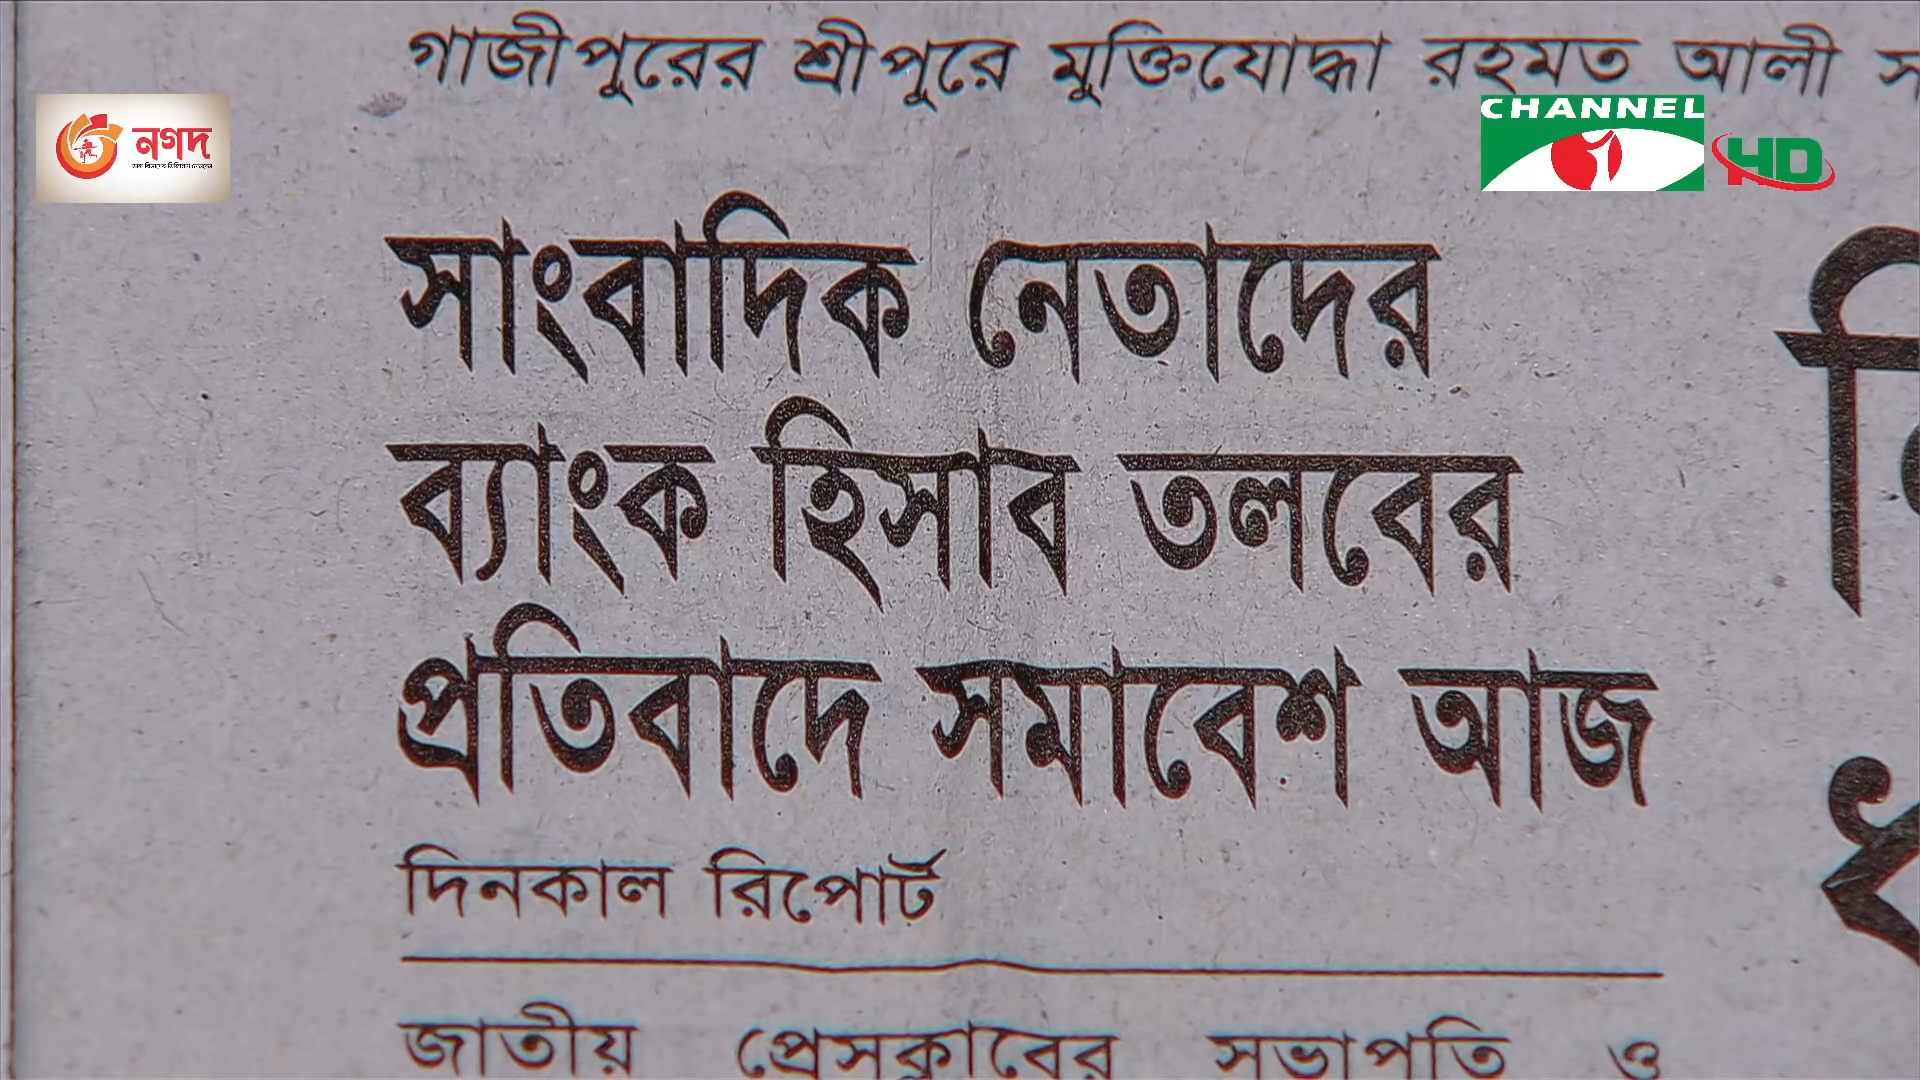 গাজীপুরের শ্রীপুরে মুক্তিযোদ্ধা রহমত আলী
নগদ
CHANNEL
HD
সাংবাদিক নেতাদের
ব্যাংক হিসাব তলবের
প্রতিবাদে সমাবেশ আজ
দিনকাল রিপোর্ট
জাতীয় প্রেসক্লাবের সভাপতি ও